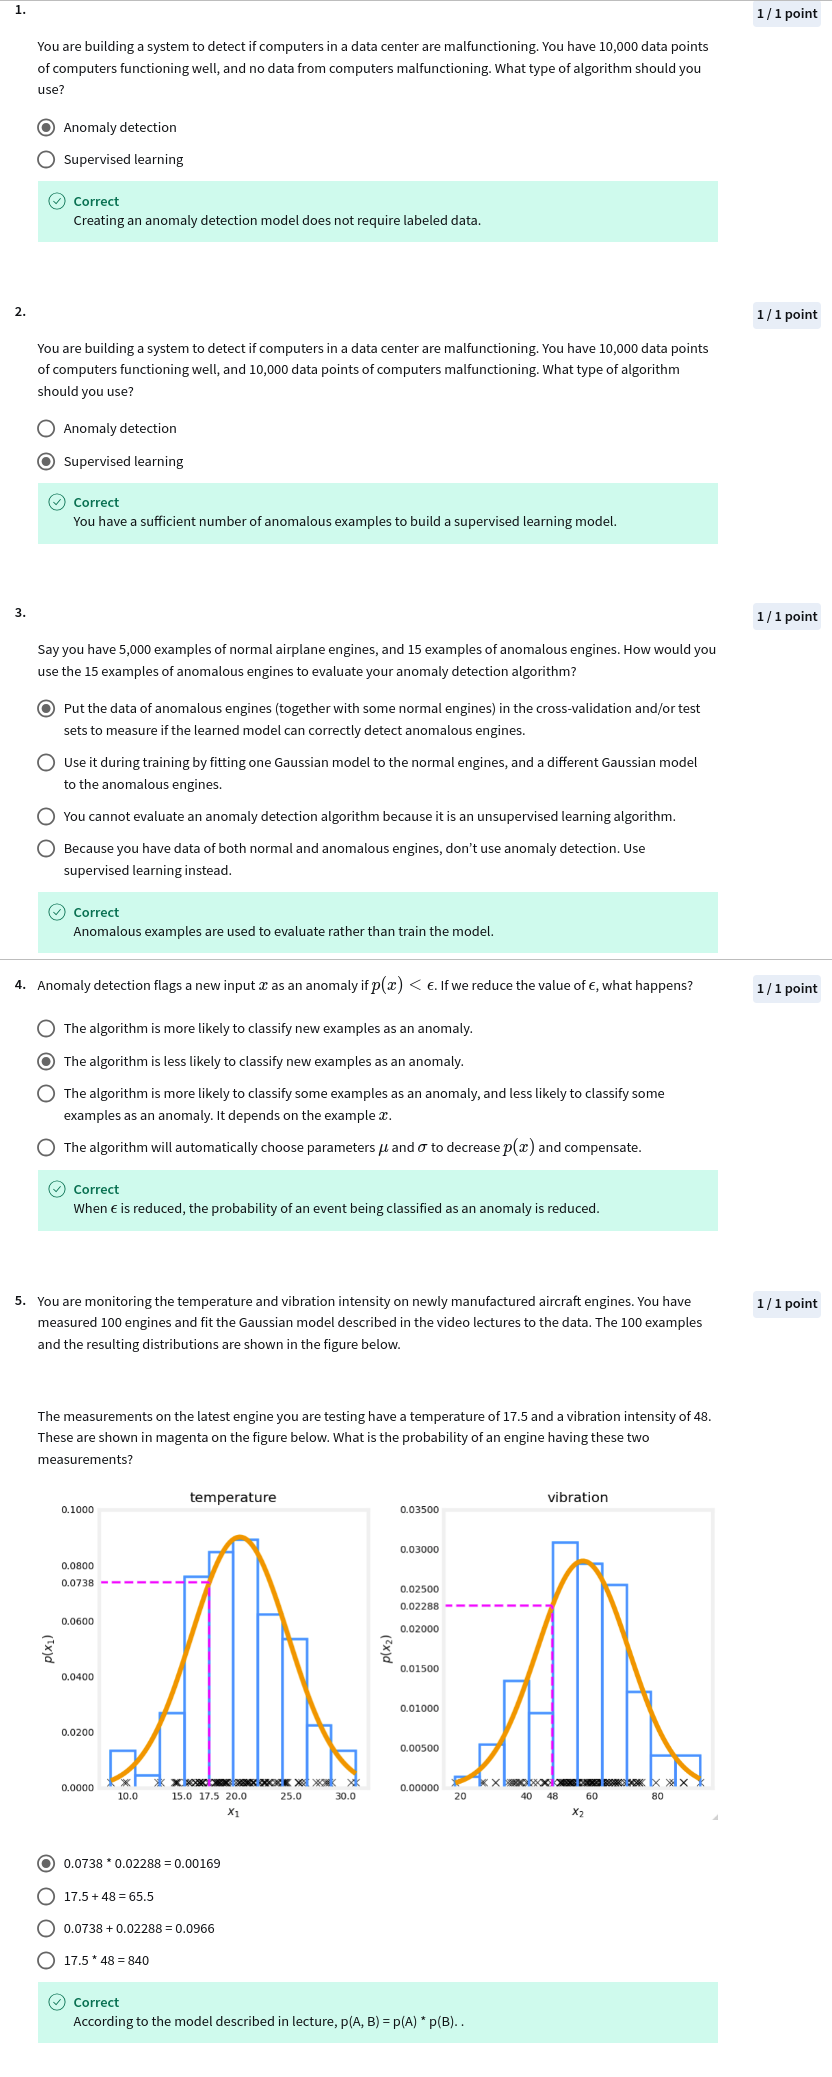 1.
1 / 1 point
You are building a system to detect if computers in a data center are malfunctioning. You have 10,000 data points
of computers functioning well, and no data from computers malfunctioning. What type of algorithm should you
use?
Anomaly detection
Supervised learning
Correct
Creating an anomaly detection model does not require labeled data.
2.
1 / 1 point
You are building a system to detect if computers in a data center are malfunctioning. You have 10,000 data points
of computers functioning well, and 10,000 data points of computers malfunctioning. What type of algorithm
should you use?
Anomaly detection
Supervised learning
Correct
You have a sufficient number of anomalous examples to build a supervised learning model.
3.
1 / 1 point
Say you have 5,000 examples of normal airplane engines, and 15 examples of anomalous engines. How would you
use the 15 examples of anomalous engines to evaluate your anomaly detection algorithm?
Put the data of anomalous engines (together with some normal engines) in the cross-validation and/or test
sets to measure if the learned model can correctly detect anomalous engines.
Use it during training by fitting one Gaussian model to the normal engines, and a different Gaussian model
to the anomalous engines.
You cannot evaluate an anomaly detection algorithm because it is an unsupervised learning algorithm.
Because you have data of both normal and anomalous engines, don't use anomaly detection. Use
supervised learning instead.
Correct
Anomalous examples are used to evaluate rather than train the model.
4. Anomaly detection flags a new input x as an anomaly if p(x) < ϵ. If we reduce the value of ϵ, what happens?
1 / 1 point
The algorithm is more likely to classify new examples as an anomaly.
The algorithm is less likely to classify new examples as an anomaly.
The algorithm is more likely to classify some examples as an anomaly, and less likely to classify some
examples as an anomaly. It depends on the example x.
The algorithm will automatically choose parameters μ and σ to decrease p(x) and compensate.
Correct
When ϵ is reduced, the probability of an event being classified as an anomaly is reduced.
5. You are monitoring the temperature and vibration intensity on newly manufactured aircraft engines. You have
1 / 1 point
measured 100 engines and fit the Gaussian model described in the video lectures to the data. The 100 examples
and the resulting distributions are shown in the figure below.
The measurements on the latest engine you are testing have a temperature of 17.5 and a vibration intensity of 48.
These are shown in magenta on the figure below. What is the probability of an engine having these two
measurements?
temperature
0.1000
0.0800
0.0738
0.0600
0.0400
0.0200
0.0000
p(x₁)
10.0 15.0 17.5 20.0 25.0 30.0
x₁
vibration
0.03500
0.03000
0.02500
0.02288
0.02000
0.01500
0.01000
0.00500
0.00000
p(x₂)
20 40 48 60 80
x₂
0.0738 * 0.02288 = 0.00169
17.5 + 48 = 65.5
0.0738 + 0.02288 = 0.0966
17.5 * 48 = 840
Correct
According to the model described in lecture, p(A, B) = p(A) * p(B). .